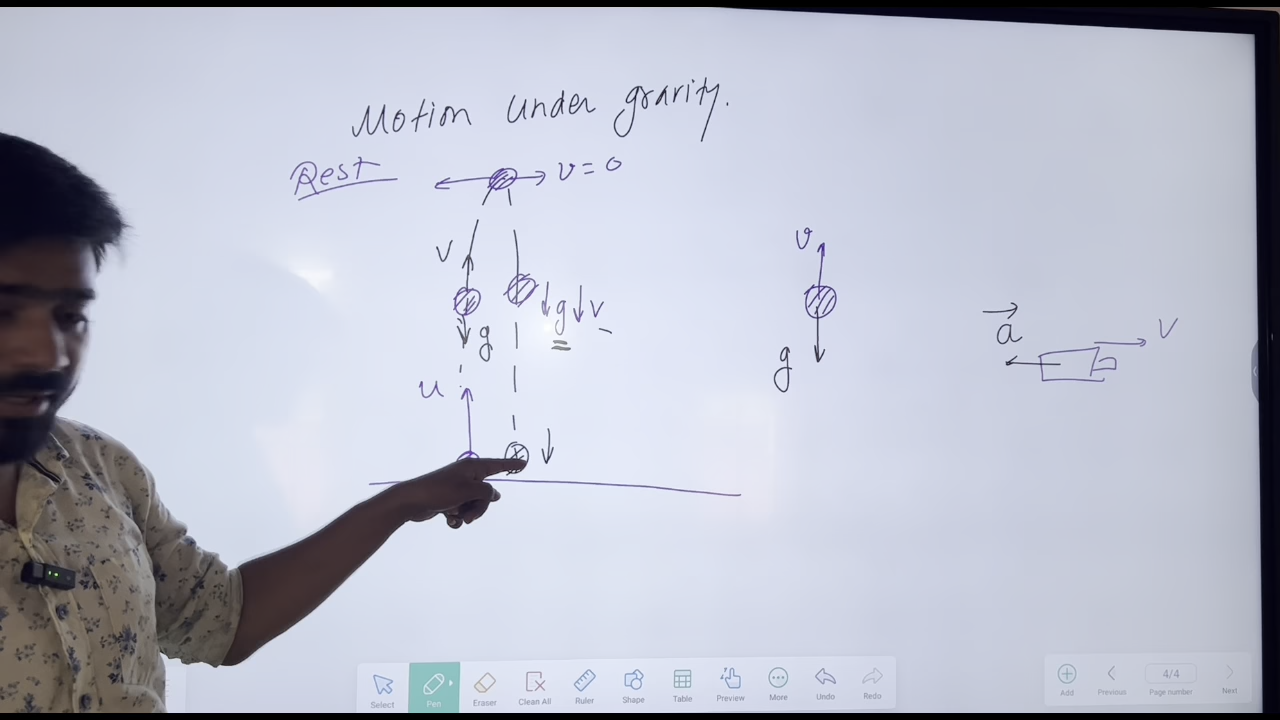 Motion under gravity.
Rest
v = 0
V
g
g
v
u
v
g
a
V
Select
Pen
Eraser
Clean All
Ruler
Shape
Table
Preview
More
Undo
Redo
Add
Previous
4/4
Page number
Next